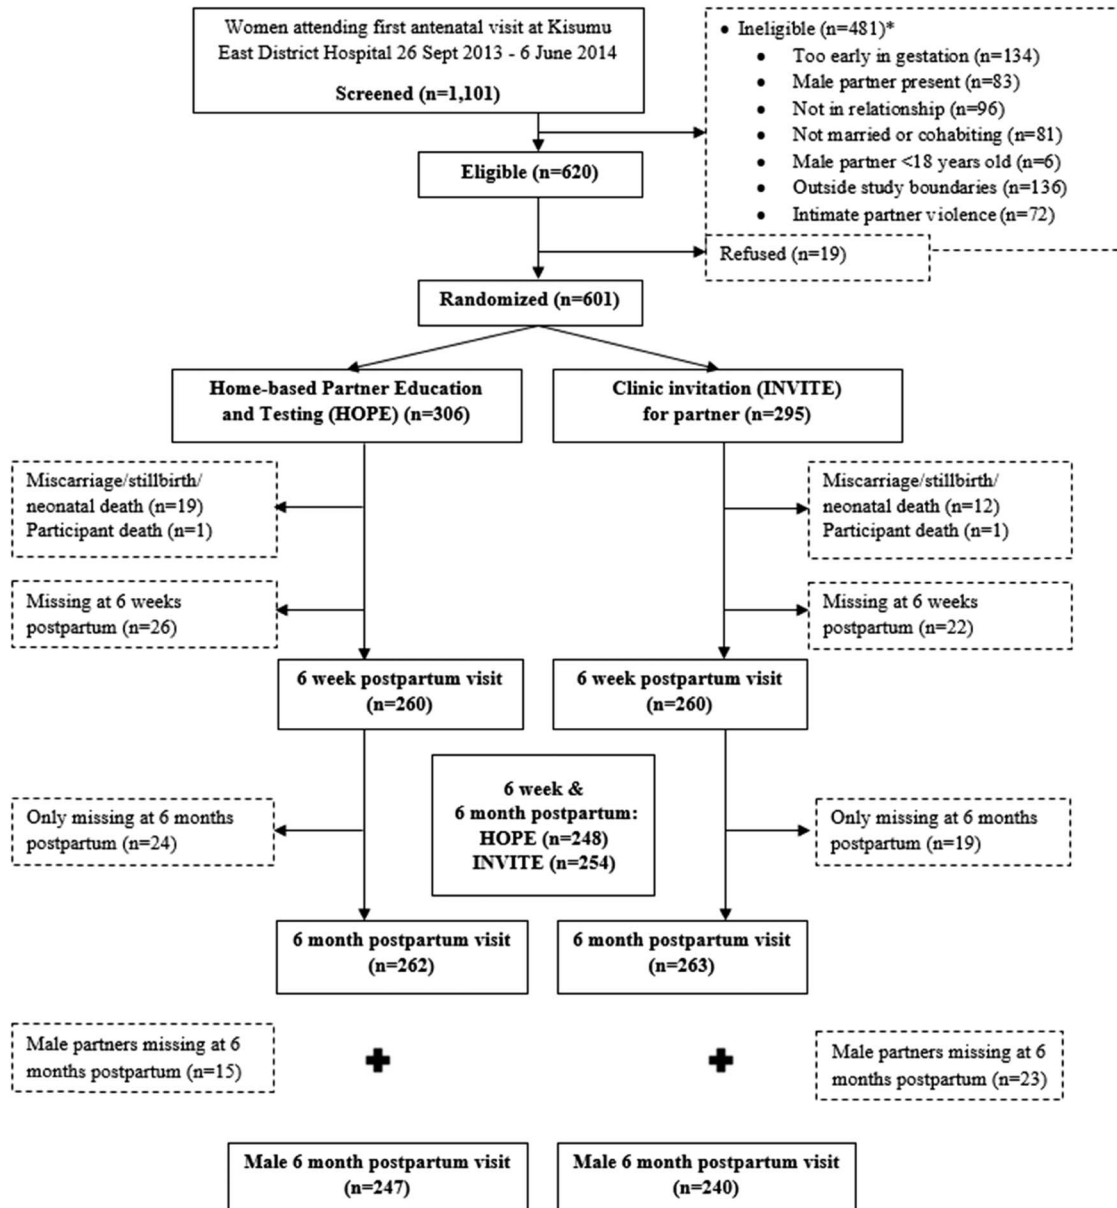 Women attending first antenatal visit at Kisumu
East District Hospital 26 Sept 2013 - 6 June 2014
Screened (n=1,101)
• Ineligible (n=481)*
• Too early in gestation (n=134)
• Male partner present (n=83)
• Not in relationship (n=96)
• Not married or cohabiting (n=81)
• Male partner <18 years old (n=6)
• Outside study boundaries (n=136)
• Intimate partner violence (n=72)
Eligible (n=620)
Refused (n=19)
Randomized (n=601)
Home-based Partner Education
and Testing (HOPE) (n=306)
Clinic invitation (INVITE)
for partner (n=295)
Miscarriage/stillbirth/
neonatal death (n=19)
Participant death (n=1)
Miscarriage/stillbirth/
neonatal death (n=12)
Participant death (n=1)
Missing at 6 weeks
postpartum (n=26)
Missing at 6 weeks
postpartum (n=22)
6 week postpartum visit
(n=260)
6 week postpartum visit
(n=260)
6 week &
6 month postpartum:
HOPE (n=248)
INVITE (n=254)
Only missing at 6 months
postpartum (n=24)
Only missing at 6 months
postpartum (n=19)
6 month postpartum visit
(n=262)
6 month postpartum visit
(n=263)
Male partners missing at 6
months postpartum (n=15)
Male partners missing at 6
months postpartum (n=23)
Male 6 month postpartum visit
(n=247)
Male 6 month postpartum visit
(n=240)